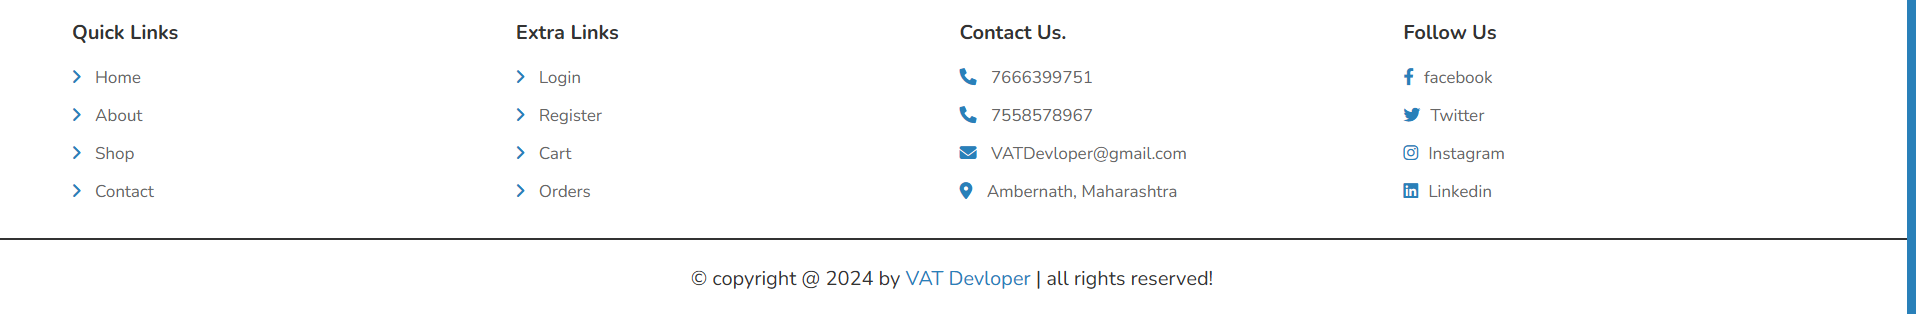 Quick Links
Home
About
Shop
Contact
Extra Links
Login
Register
Cart
Orders
Contact Us.
7666399751
7558578967
VATDevloper@gmail.com
Ambernath, Maharashtra
Follow Us
facebook
Twitter
Instagram
Linkedin
© copyright @ 2024 by VAT Devloper | all rights reserved!